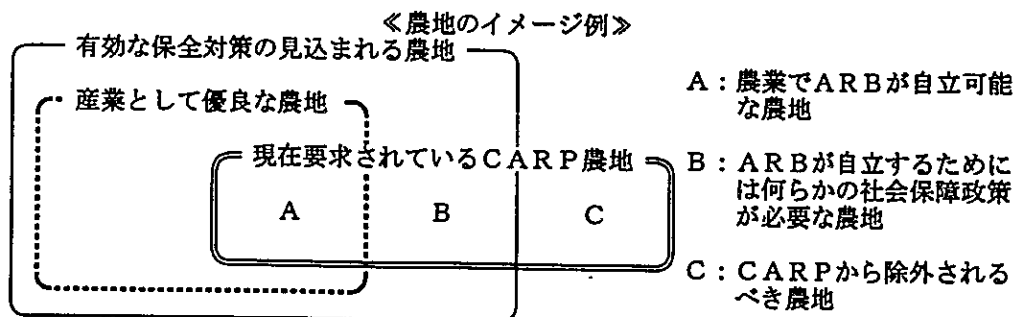 ≪農地のイメージ例≫
有効な保全対策の見込まれる農地
産業として優良な農地
現在要求されているCARP農地
A
B
C
A：農業でARBが自立可能
な農地
B：ARBが自立するためには
何らかの社会保障政策
が必要な農地
C：CARPから除外される
べき農地